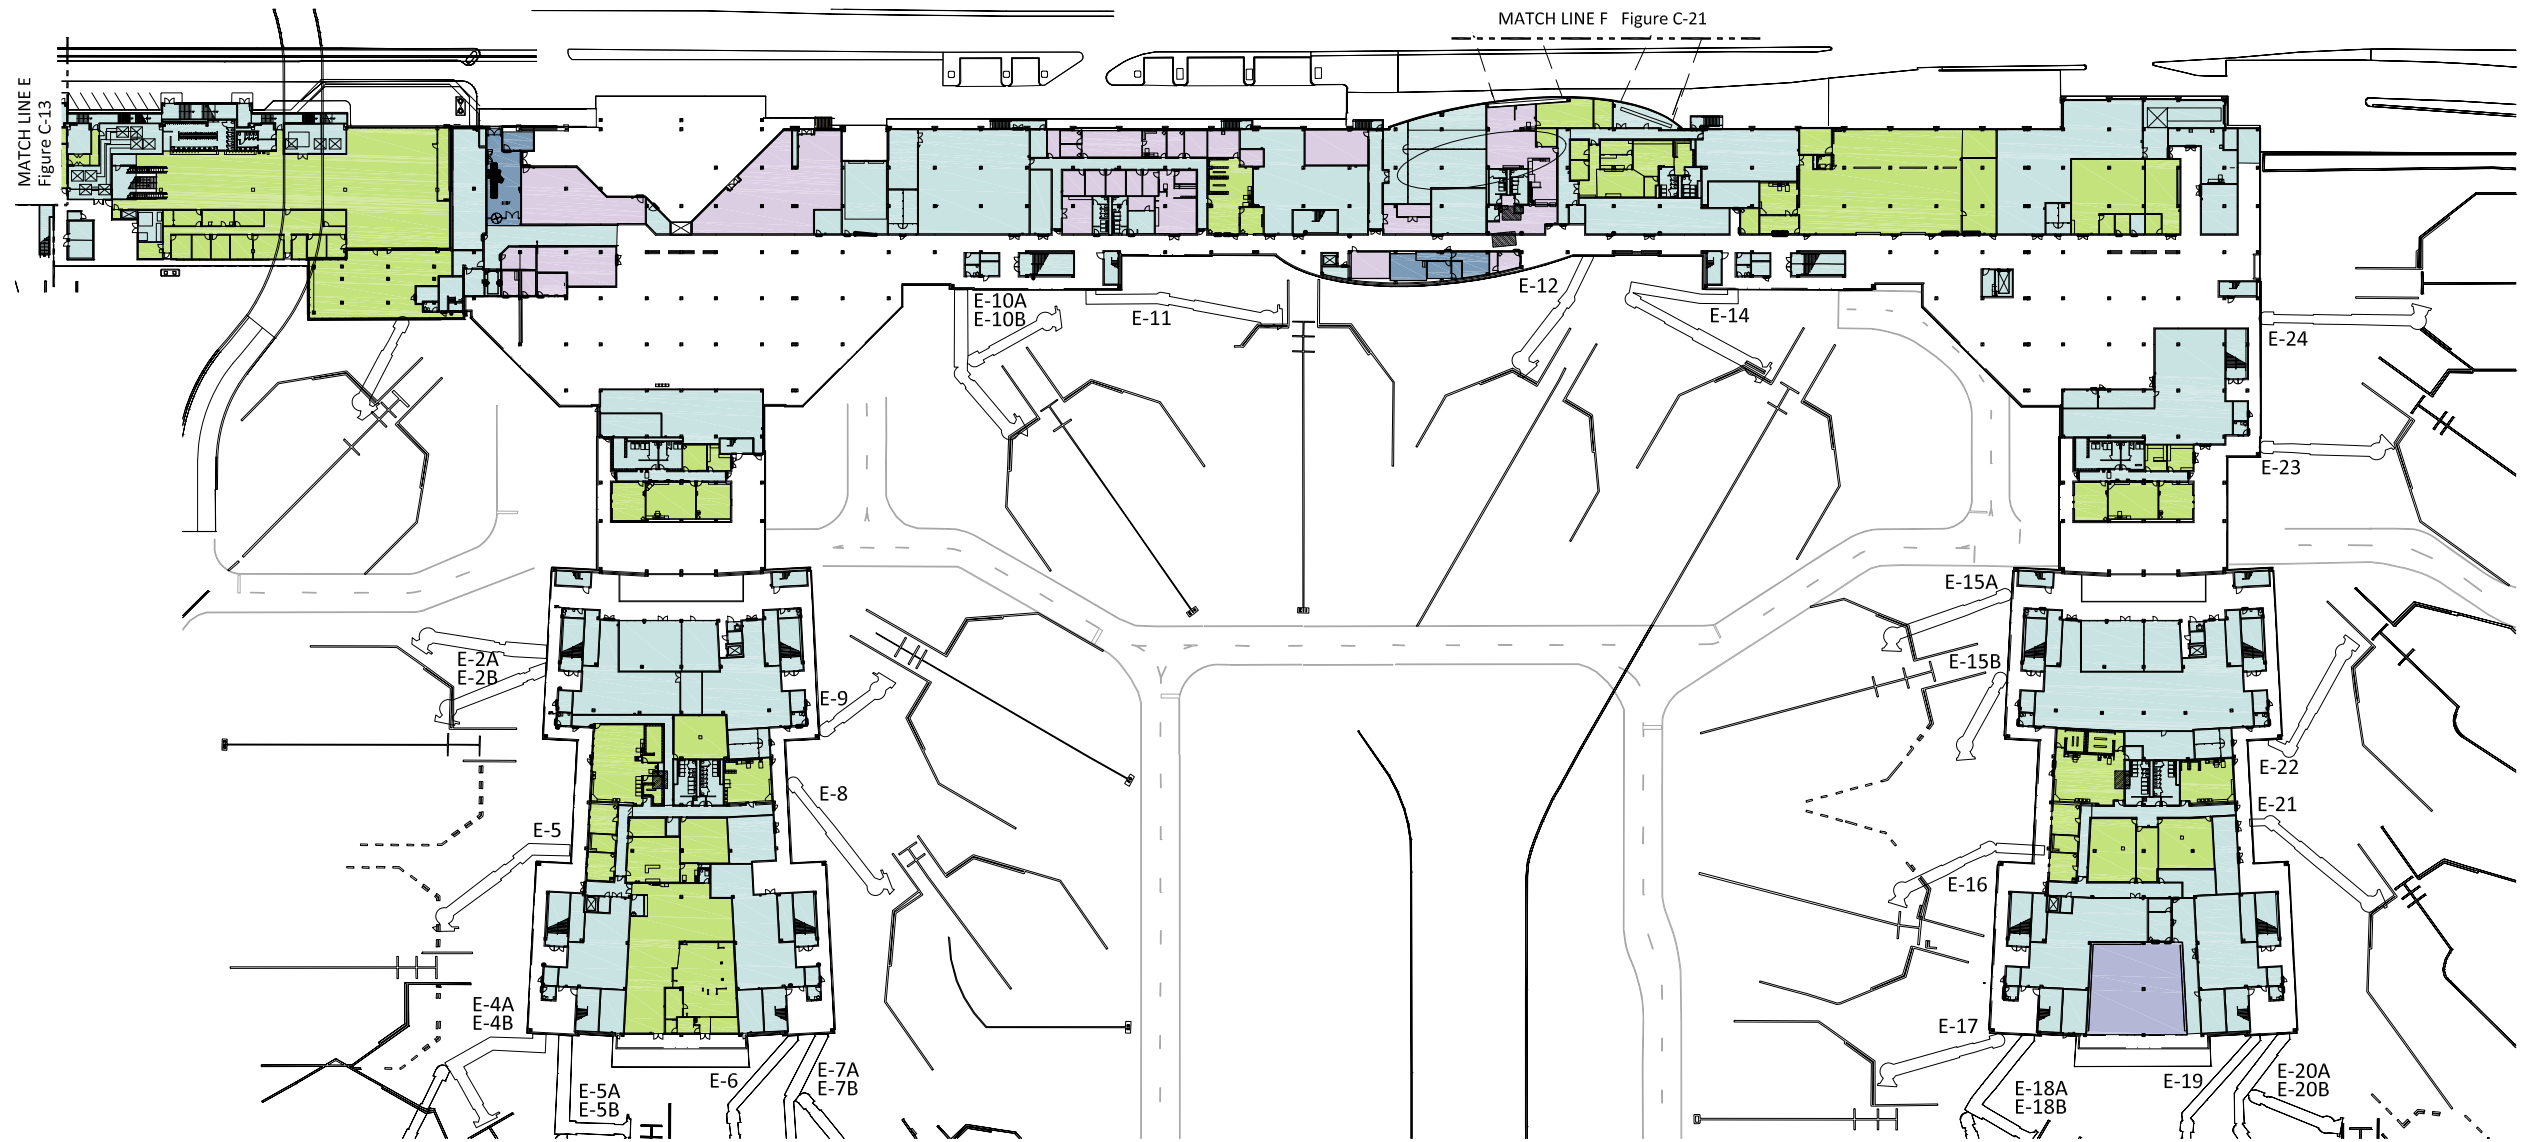 MATCH LINE F Figure C-21
MATCH LINE E
Figure C-13
E-10A
E-10B
E-11
E-12
E-14
E-24
E-23
E-15A
E-15B
E-2A
E-2B
E-9
E-22
E-8
E-21
E-5
E-16
E-4A
E-4B
E-17
E-6
E-7A
E-7B
E-5A
E-5B
E-19
E-20A
E-20B
E-18A
E-18B